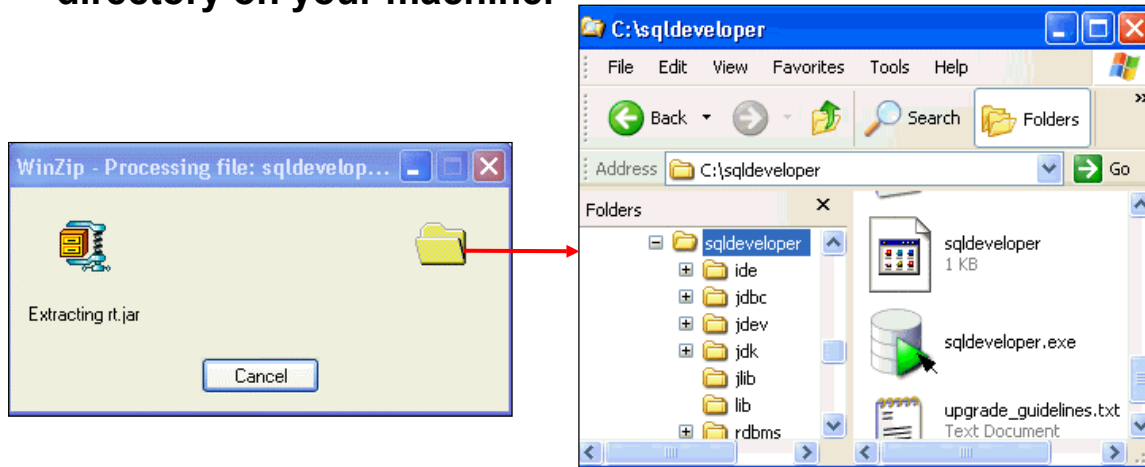 directory on your machine.
C:\sqldeveloper
File Edit View Favorites Tools Help
Back Search Folders
Address C:\sqldeveloper Go
WinZip - Processing file: sqldevelop...
Extracting rt.jar
Cancel
Folders
sqldeveloper
ide
jdbc
jdev
jdk
jlib
lib
rdbms
sqldeveloper
1 KB
sqldeveloper.exe
upgrade_guidelines.txt
Text Document